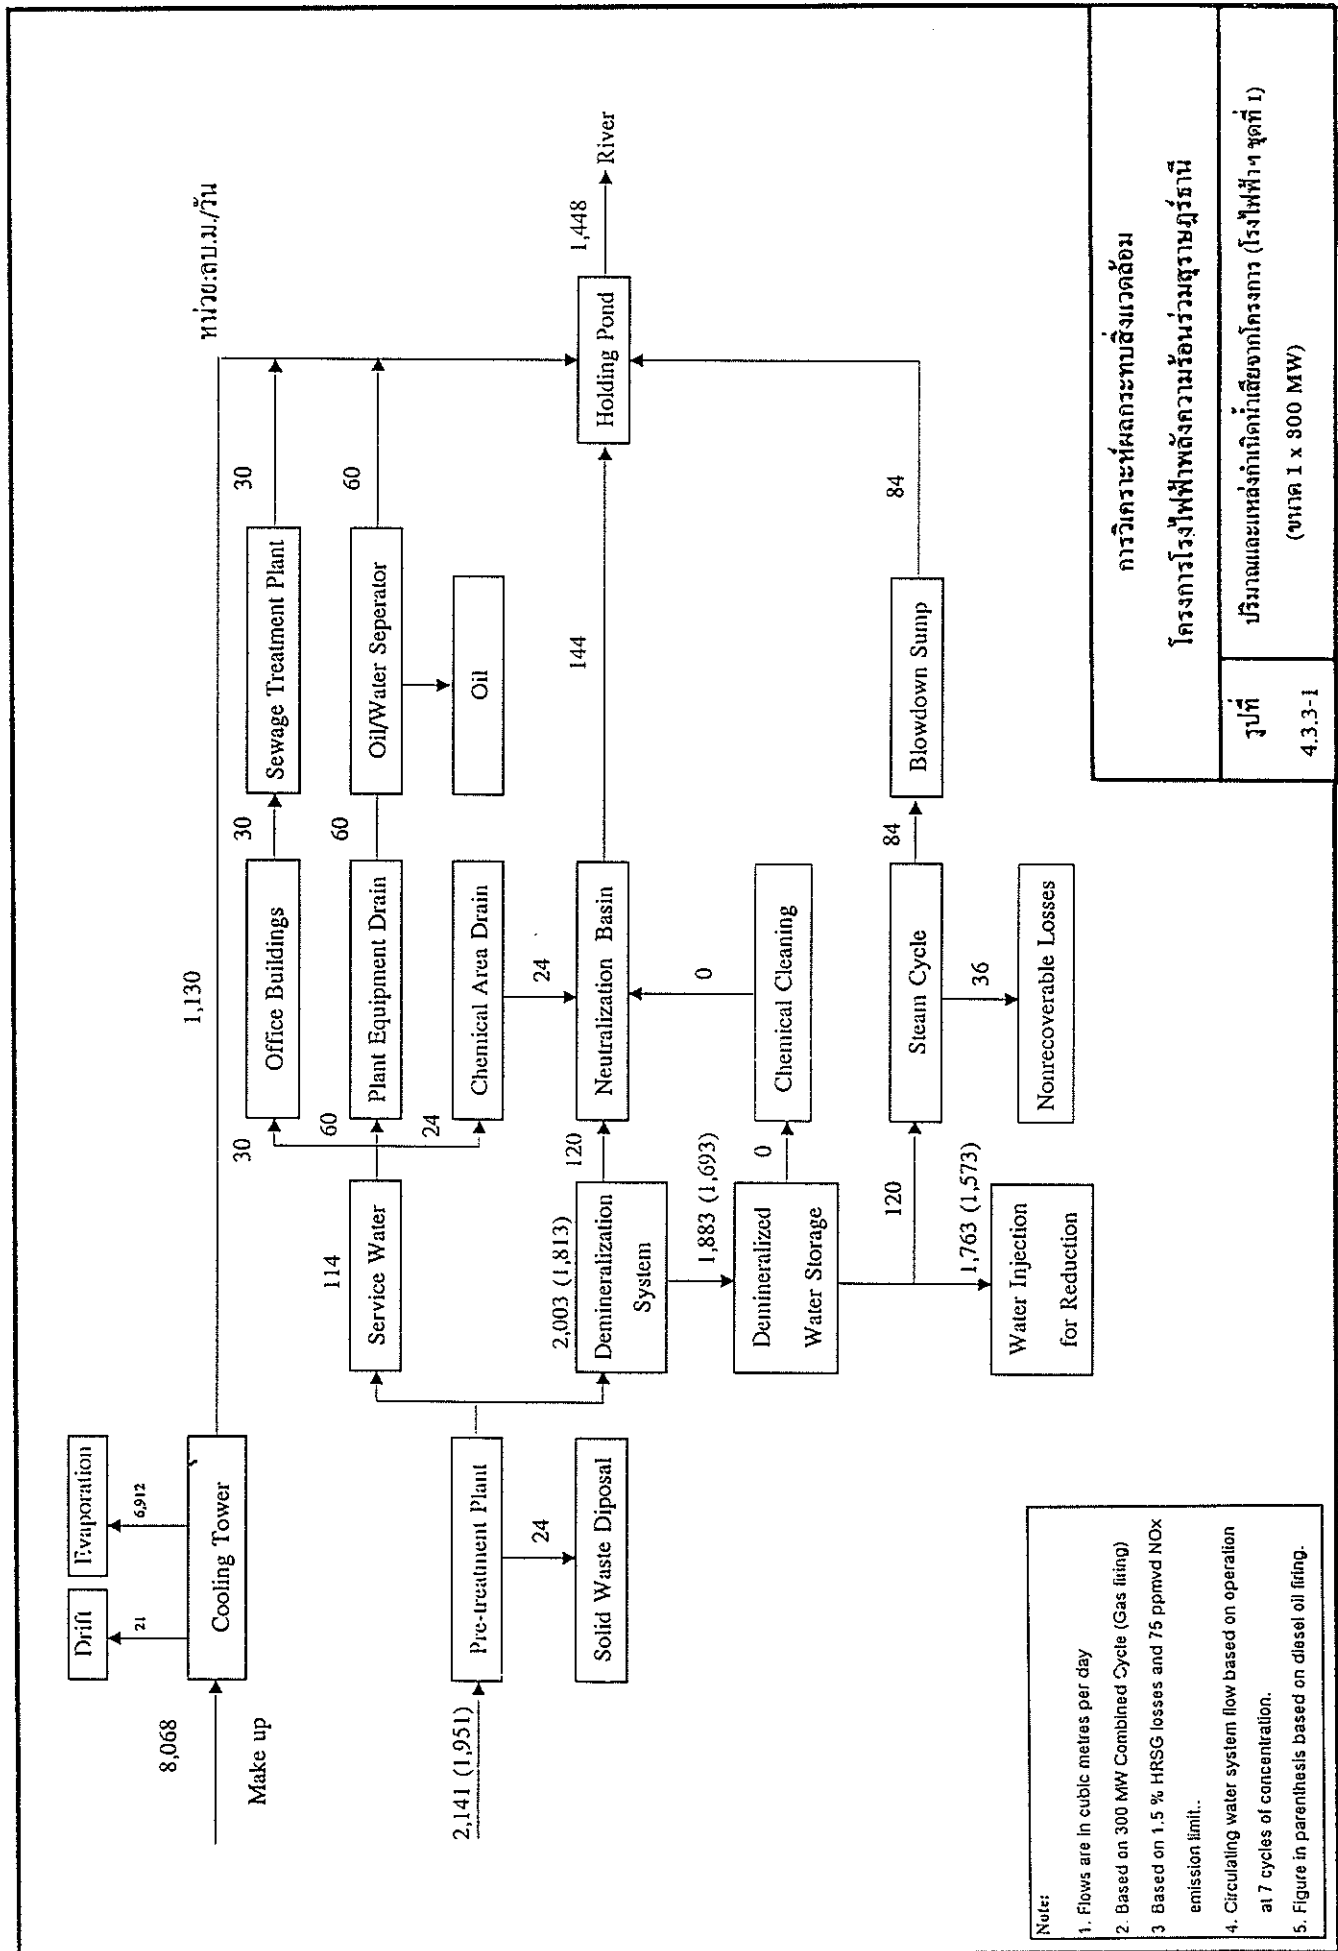 หน่วย:ลบ.ม./วัน
Drift
Evaporation
21
6,912
8,068
Make up
Cooling Tower
1,130
30
Office Buildings
30
Sewage Treatment Plant
30
114
Service Water
60
Plant Equipment Drain
60
Oil/Water Seperator
60
Oil
24
Chemical Area Drain
24
2,141 (1,951)
Pre-treatment Plant
24
Solid Waste Diposal
2,003 (1,813)
Demineralization
System
120
Neutralization Basin
144
Holding Pond
1,448
River
1,883 (1,693)
Demineralized
Water Storage
0
Chemical Cleaning
0
120
Steam Cycle
84
Blowdown Sump
84
36
Nonrecoverable Losses
1,763 (1,573)
Water Injection
for Reduction
Note:
1. Flows are in cubic metres per day
2. Based on 300 MW Combined Cycle (Gas firing)
3 Based on 1.5 % HRSG losses and 75 ppmvd NOx
emission limit..
4. Circulating water system flow based on operation
at 7 cycles of concentration.
5. Figure in parenthesis based on diesel oil firing.
การวิเคราะห์ผลกระทบสิ่งแวดล้อม
โครงการโรงไฟฟ้าพลังความร้อนร่วมสุราษฎร์ธานี
รูปที่
4.3.3-1
ปริมาณและแหล่งกำเนิดน้ำเสียจากโครงการ (โรงไฟฟ้าฯ ชุดที่ 1)
(ขนาด 1 x 300 MW)